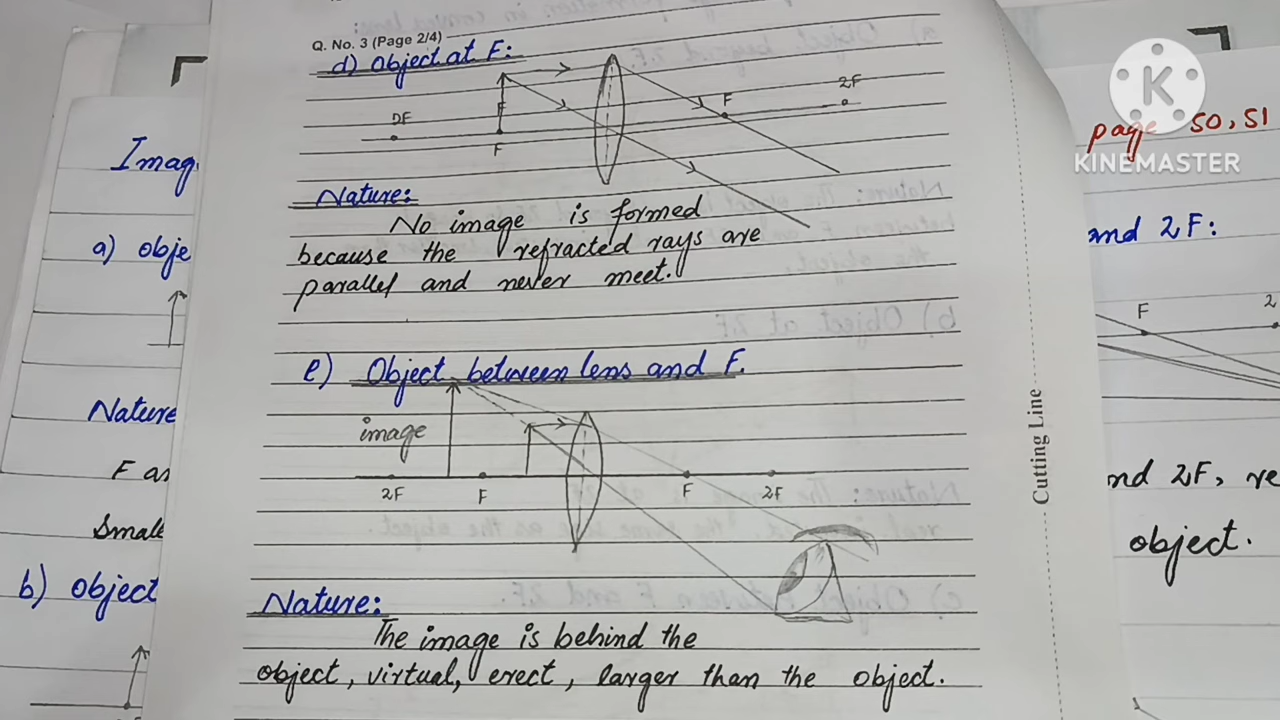 Q. No. 3 (Page 2/4)
d) Object at F:
2F
F
F
F
2F
Nature:
No image is formed
because the refracted rays are
parallel and never meet.
e) Object between lens and F.
image
2F
F
F
2F
Nature:
The image is behind the
object, virtual, erect, larger than the object.
Cutting Line
Imag
a) obje
Nature
F as
Smalle
b) object
K
KINEMASTER
page 50, 51
and 2F:
F
2
nd 2F, re
object.